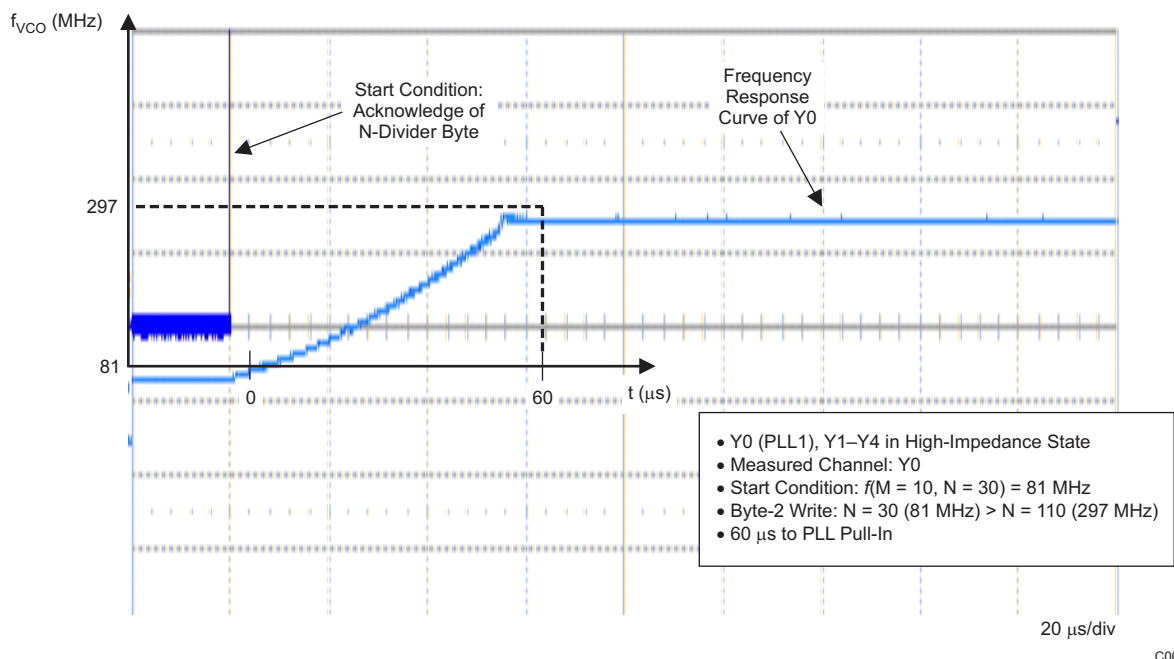 f_VCO (MHz)
Start Condition:
Acknowledge of
N-Divider Byte
Frequency
Response
Curve of Y0
297
81
0
60
t (μs)
• Y0 (PLL1), Y1–Y4 in High-Impedance State
• Measured Channel: Y0
• Start Condition: f(M = 10, N = 30) = 81 MHz
• Byte-2 Write: N = 30 (81 MHz) > N = 110 (297 MHz)
• 60 μs to PLL Pull-In
20 μs/div